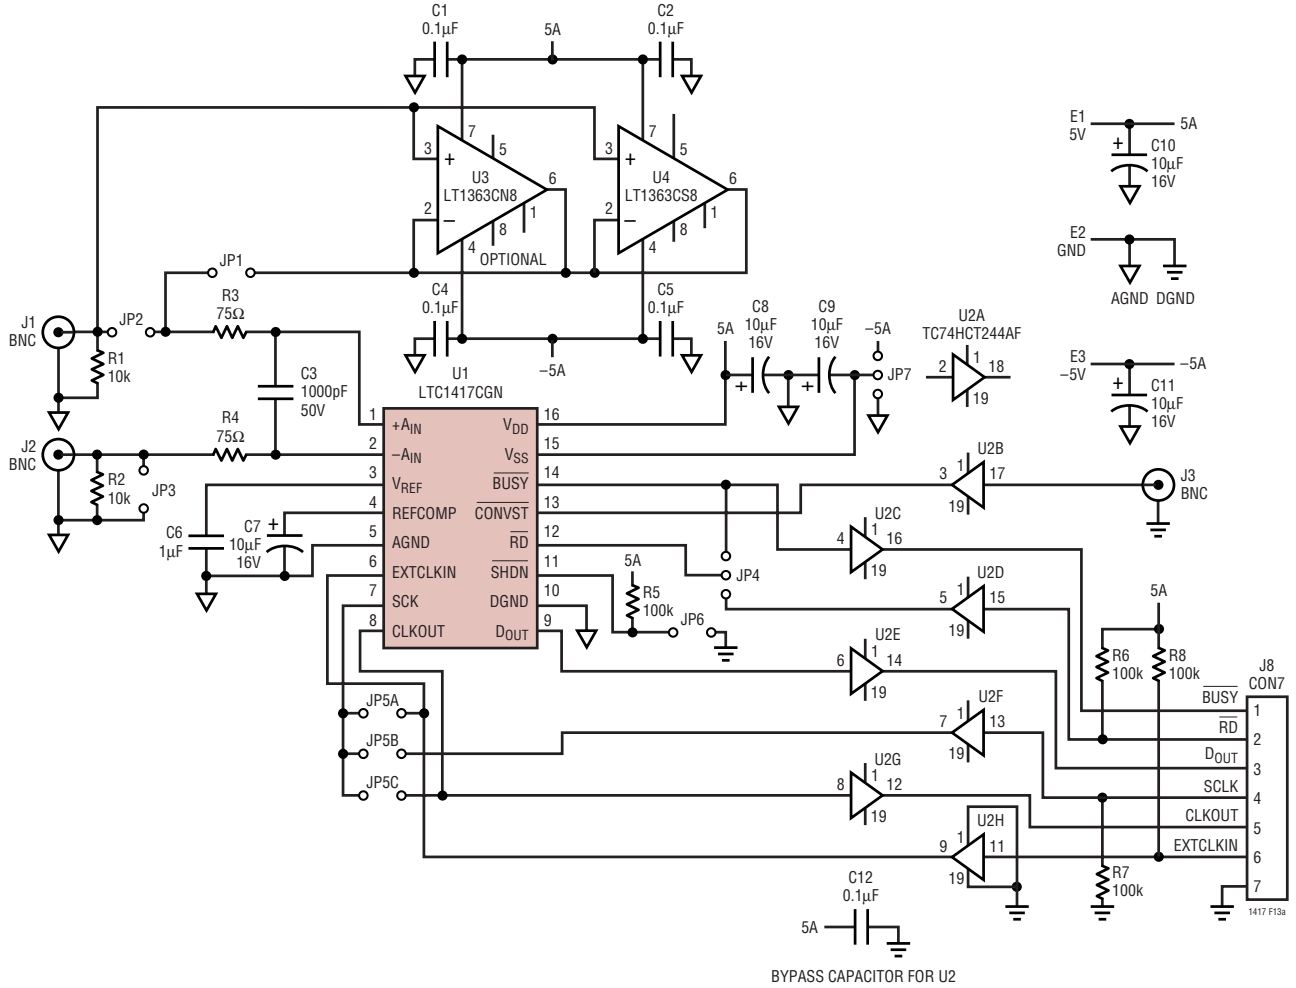 C1
0.1µF
5A
C2
0.1µF
7
5
3
+
U3
LT1363CN8
6
2
–
1
8
4
OPTIONAL
7
5
3
+
U4
LT1363CS8
6
2
–
1
8
4
E1
5V
5A
+
C10
10µF
16V
E2
GND
AGND
DGND
E3
–5V
–5A
+
C11
10µF
16V
JP1
C4
0.1µF
C5
0.1µF
–5A
J1
BNC
JP2
R3
75Ω
R1
10k
C3
1000pF
50V
J2
BNC
R4
75Ω
R2
10k
JP3
5A
C8
10µF
16V
+
C9
10µF
16V
+
–5A
JP7
U2A
TC74HCT244AF
2
1
18
19
U1
LTC1417CGN
1
+AIN
2
–AIN
3
VREF
4
REFCOMP
5
AGND
6
EXTCLKIN
7
SCK
8
CLKOUT
VDD
16
VSS
15
BUSY
14
CONVST
13
RD
12
SHDN
11
DGND
10
DOUT
9
C6
1µF
C7
10µF
16V
+
U2B
3
1
17
19
J3
BNC
U2C
4
1
16
19
JP4
5A
R5
100k
JP6
U2D
5
1
15
19
U2E
6
1
14
19
5A
R6
100k
R8
100k
JP5A
JP5B
JP5C
U2F
7
1
13
19
U2G
8
1
12
19
U2H
9
1
11
19
R7
100k
J8
CON7
BUSY
1
RD
2
DOUT
3
SCLK
4
CLKOUT
5
EXTCLKIN
6
7
1417 F13a
C12
0.1µF
5A
BYPASS CAPACITOR FOR U2